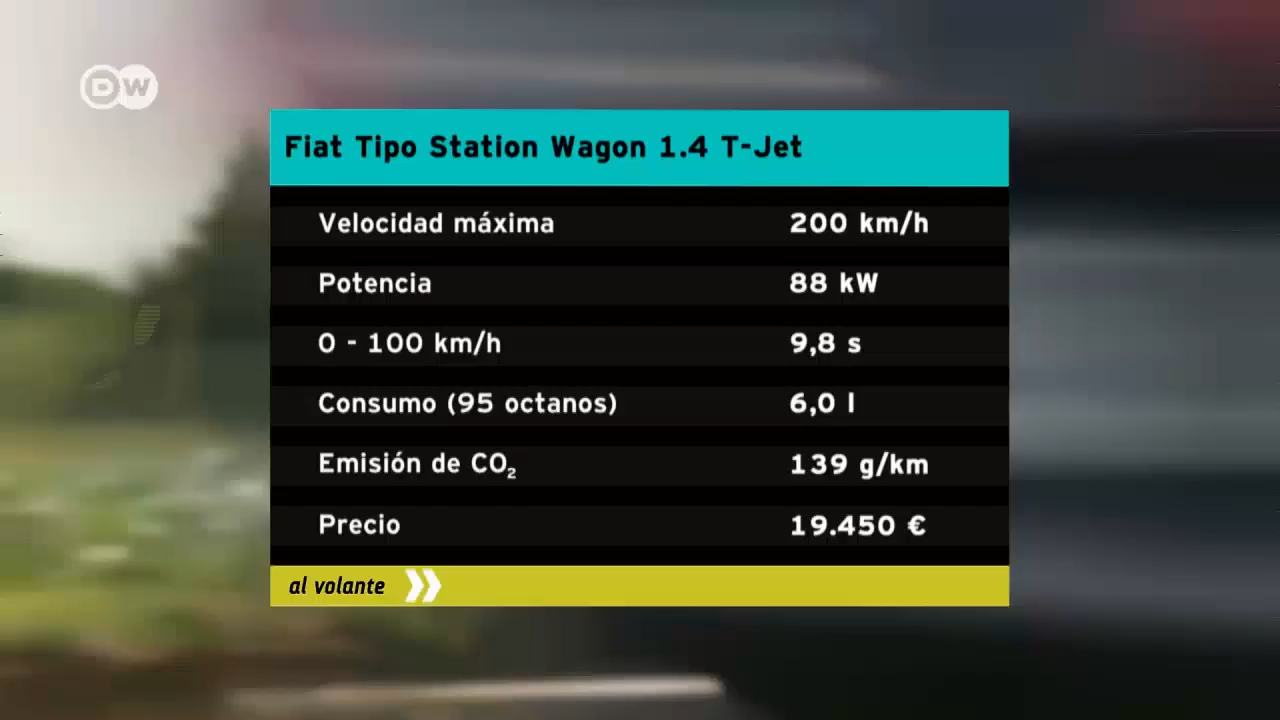 DW
Fiat Tipo Station Wagon 1.4 T-Jet
Velocidad máxima 200 km/h
Potencia 88 kW
0 - 100 km/h 9,8 s
Consumo (95 octanos) 6,0 l
Emisión de CO₂ 139 g/km
Precio 19.450 €
al volante